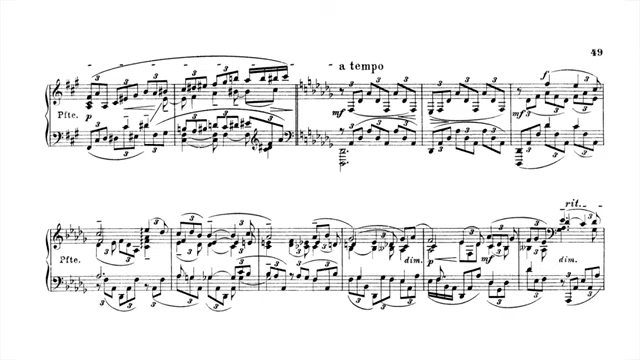 49
a tempo
Pfte. p mf mf f
rit.
Pfte. dim. p mf dim.